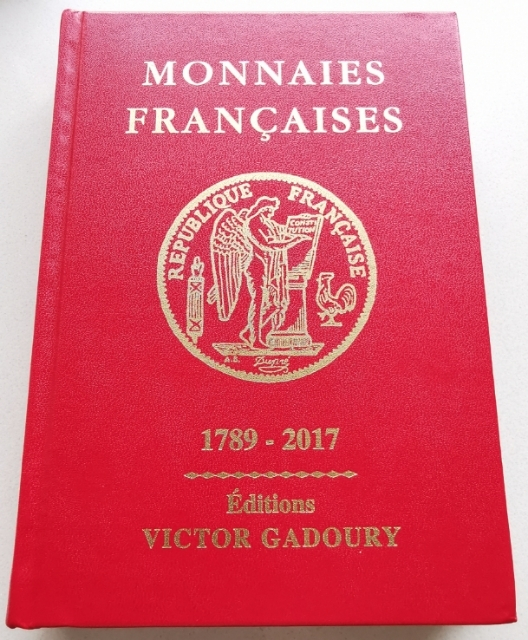 MONNAIES
FRANÇAISES
REPUBLIQUE FRANÇAISE
CONSTI
TUTION
Dupré
1789 - 2017
Éditions
VICTOR GADOURY